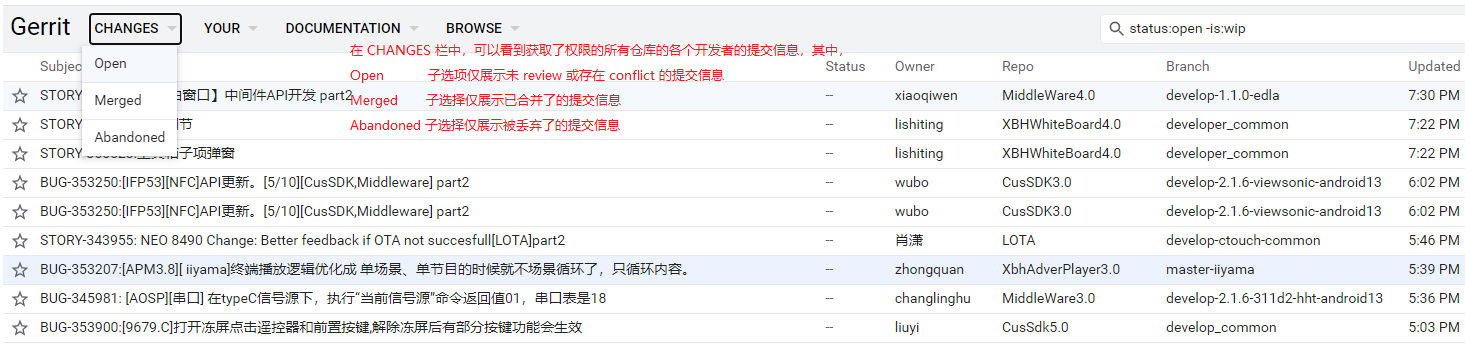 Gerrit CHANGES YOUR DOCUMENTATION BROWSE status:open -is:wip
在 CHANGES 栏中，可以看到获取了权限的所有仓库的各个开发者的提交信息，其中，
Open 子选项仅展示未 review 或存在 conflict 的提交信息
Merged 子选择仅展示已合并了的提交信息
Abandoned 子选择仅展示被丢弃了的提交信息
Open
Merged
Abandoned
Status Owner Repo Branch Updated
STORY 窗口】中间件API开发 part2 -- xiaoqiwen MiddleWare4.0 develop-1.1.0-edla 7:30 PM
STORY -- lishiting XBHWhiteBoard4.0 developer_common 7:22 PM
STORY 子项弹窗 -- lishiting XBHWhiteBoard4.0 developer_common 7:22 PM
BUG-353250:[IFP53][NFC]API更新。[5/10][CusSDK,Middleware] part2 -- wubo CusSDK3.0 develop-2.1.6-viewsonic-android13 6:02 PM
BUG-353250:[IFP53][NFC]API更新。[5/10][CusSDK,Middleware] part2 -- wubo CusSDK3.0 develop-2.1.6-viewsonic-android13 6:02 PM
STORY-343955: NEO 8490 Change: Better feedback if OTA not succesfull[LOTA]part2 -- 肖潇 LOTA develop-ctouch-common 5:46 PM
BUG-353207:[APM3.8][ iiyama]终端播放逻辑优化成 单场景、单节目的时候就不场景循环了，只循环内容。 -- zhongquan XbhAdverPlayer3.0 master-iiyama 5:39 PM
BUG-345981: [AOSP][串口] 在typeC信号源下，执行“当前信号源”命令返回值01，串口表是18 -- changlinghu MiddleWare3.0 develop-2.1.6-311d2-hht-android13 5:36 PM
BUG-353900:[9679.C]打开冻屏点击遥控器和前置按键,解除冻屏后有部分按键功能会生效 -- liuyi CusSdk5.0 develop_common 5:03 PM